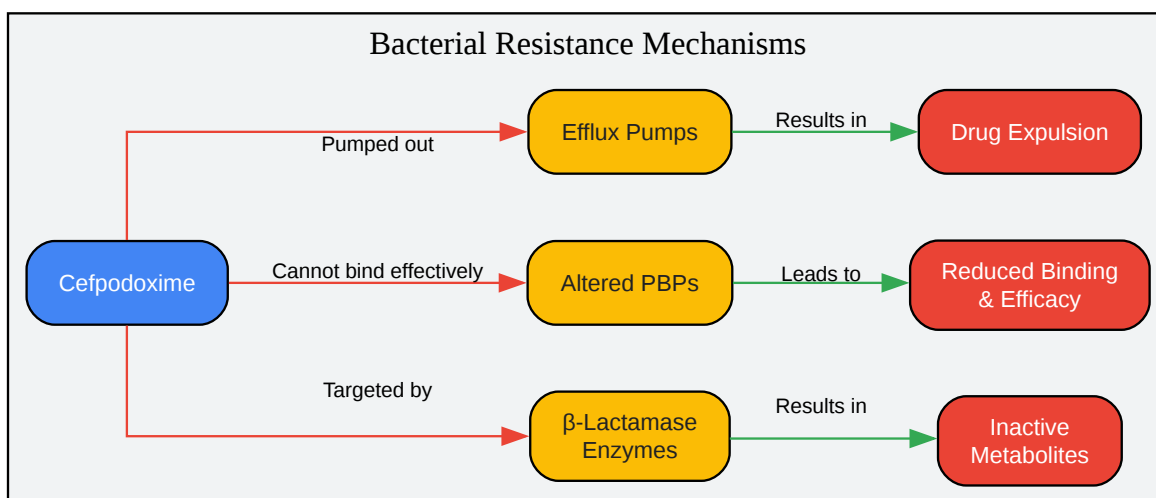 Bacterial Resistance Mechanisms
Pumped out
Efflux Pumps
Results in
Drug Expulsion
Cefpodoxime
Cannot bind effectively
Altered PBPs
Leads to
Reduced Binding
& Efficacy
Targeted by
β-Lactamase
Enzymes
Results in
Inactive
Metabolites